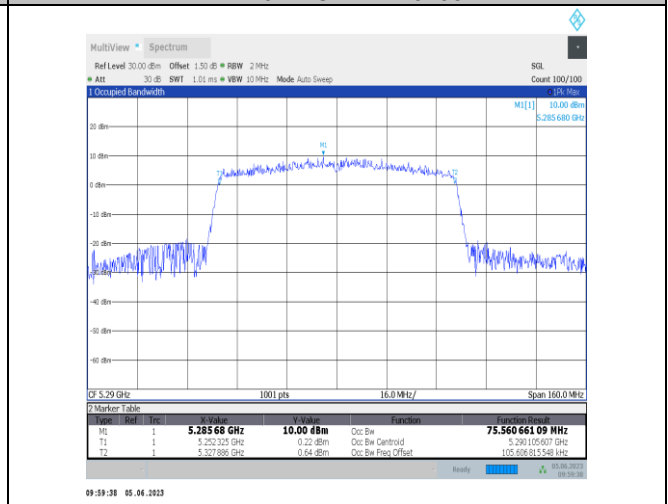 MultiView Spectrum
Ref Level 30.00 dBm Offset 1.50 dB RBW 2 MHz SGL
Att 30 dB SWT 1.01 ms VBW 10 MHz Mode Auto Sweep Count 100/100
1 Occupied Bandwidth 1Pk Max
M1[1] 10.00 dBm
5.285 680 GHz
20 dBm
M1
10 dBm
T1 T2
0 dBm
-10 dBm
-20 dBm
-30 dBm
-40 dBm
-50 dBm
-60 dBm
CF 5.29 GHz 1001 pts 16.0 MHz/ Span 160.0 MHz
2 Marker Table
Type Ref Trc X-Value Y-Value Function Function Result
M1 1 5.285 68 GHz 10.00 dBm Occ Bw 75.560 661 09 MHz
T1 1 5.252 325 GHz 0.22 dBm Occ Bw Centroid 5.290 105 607 GHz
T2 1 5.327 886 GHz 0.64 dBm Occ Bw Freq Offset 105.606 815 548 kHz
Ready 05.06.2023
09:59:38
09:59:38 05.06.2023